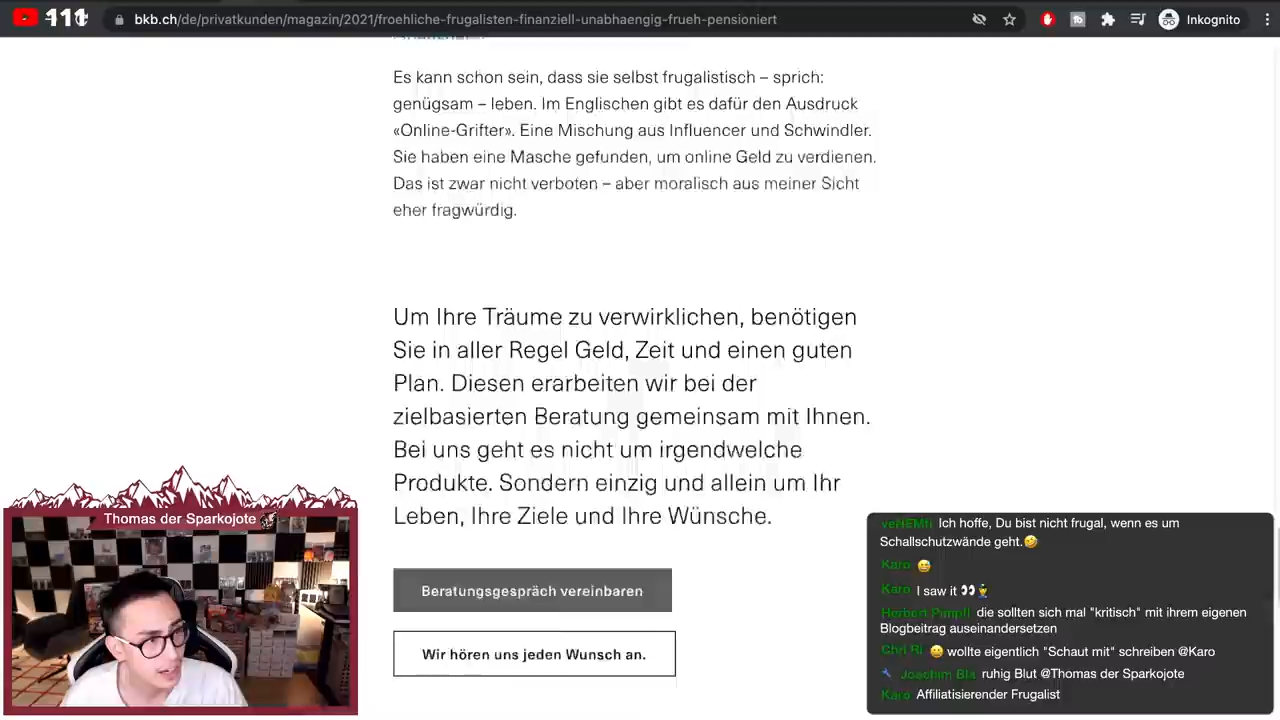 111
bkb.ch/de/privatkunden/magazin/2021/froehliche-frugalisten-finanziell-unabhaengig-frueh-pensioniert
Inkognito
Es kann schon sein, dass sie selbst frugalistisch – sprich:
genügsam – leben. Im Englischen gibt es dafür den Ausdruck
«Online-Grifter». Eine Mischung aus Influencer und Schwindler.
Sie haben eine Masche gefunden, um online Geld zu verdienen.
Das ist zwar nicht verboten – aber moralisch aus meiner Sicht
eher fragwürdig.
Um Ihre Träume zu verwirklichen, benötigen
Sie in aller Regel Geld, Zeit und einen guten
Plan. Diesen erarbeiten wir bei der
zielbasierten Beratung gemeinsam mit Ihnen.
Bei uns geht es nicht um irgendwelche
Produkte. Sondern einzig und allein um Ihr
Leben, Ihre Ziele und Ihre Wünsche.
Beratungsgespräch vereinbaren
Wir hören uns jeden Wunsch an.
Thomas der Sparkojote
Ich hoffe, Du bist nicht frugal, wenn es um
Schallschutzwände geht.🤣
Karo 😅
Karo I saw it 👀
Herbert Pimpll die sollten sich mal "kritisch" mit ihrem eigenen
Blogbeitrag auseinandersetzen
Chri Ri 😀 wollte eigentlich "Schaut mit" schreiben @Karo
Joachim Bla ruhig Blut @Thomas der Sparkojote
Karo Affiliatisierender Frugalist